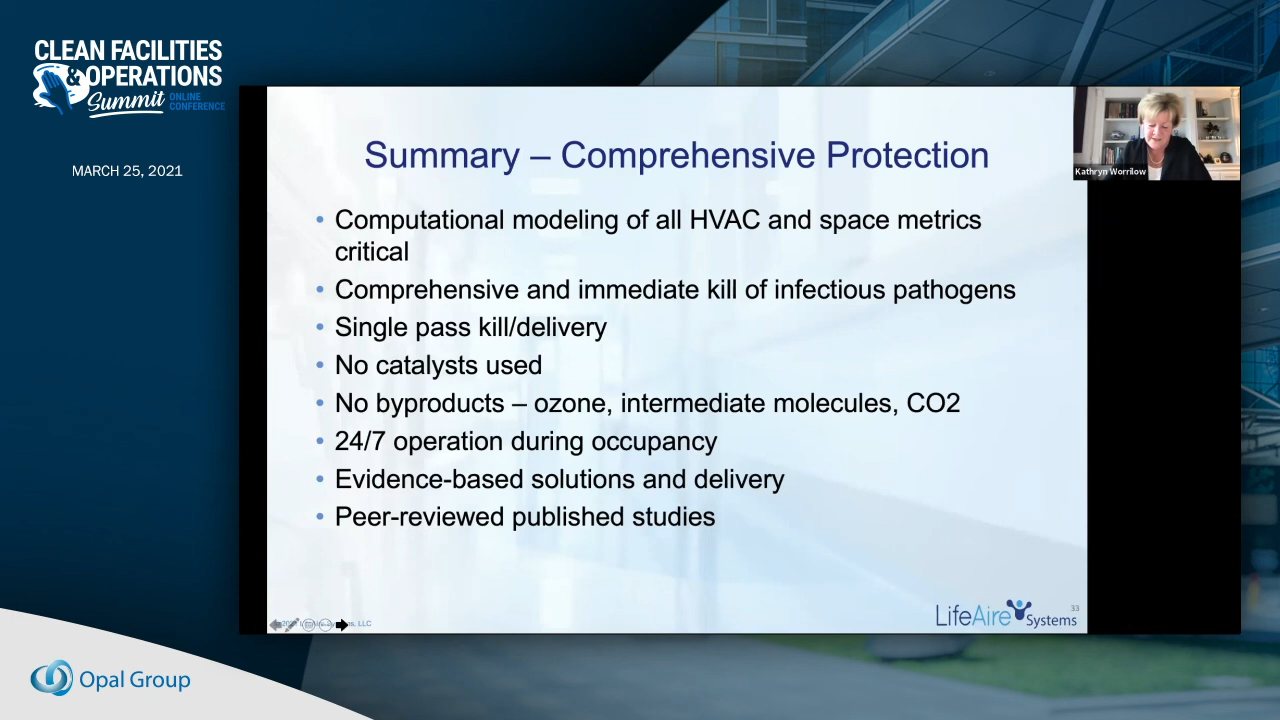 CLEAN FACILITIES
& OPERATIONS
Summit ONLINE
CONFERENCE
MARCH 25, 2021
Summary – Comprehensive Protection
Kathryn Worrilow
• Computational modeling of all HVAC and space metrics
critical
• Comprehensive and immediate kill of infectious pathogens
• Single pass kill/delivery
• No catalysts used
• No byproducts – ozone, intermediate molecules, CO2
• 24/7 operation during occupancy
• Evidence-based solutions and delivery
• Peer-reviewed published studies
LLC
LifeAire Systems
33
Opal Group